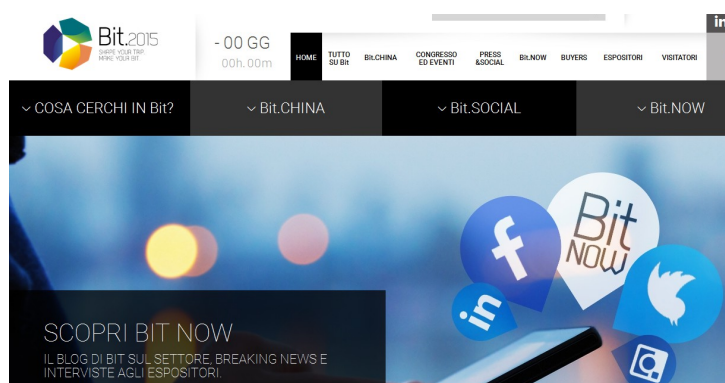 Bit.2015
SHAPE YOUR TRIP.
MAKE YOUR BIT.
- 00 GG
00h.00m
HOME
TUTTO
SU Bit
Bit.CHINA
CONGRESSO
ED EVENTI
PRESS
&SOCIAL
Bit.NOW
BUYERS
ESPOSITORI
VISITATORI
in
COSA CERCHI IN Bit?
Bit.CHINA
Bit.SOCIAL
Bit.NOW
f
Bit
NOW
in
SCOPRI BIT NOW
IL BLOG DI BIT SUL SETTORE, BREAKING NEWS E
INTERVISTE AGLI ESPOSITORI.